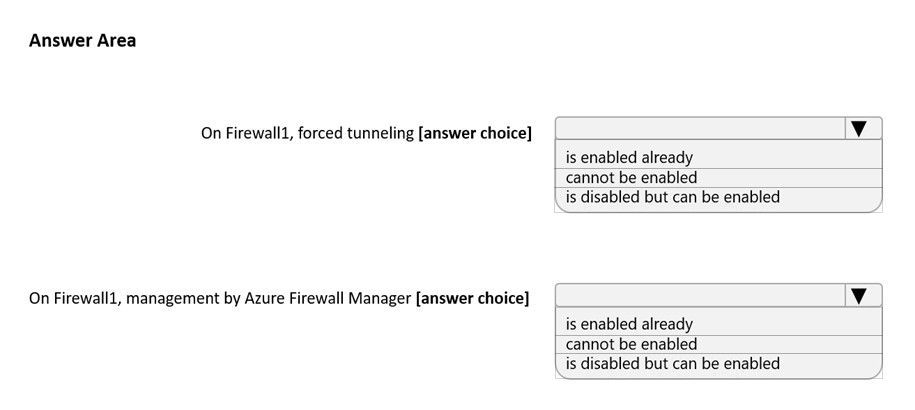 Answer Area
On Firewall1, forced tunneling [answer choice]
is enabled already
cannot be enabled
is disabled but can be enabled
On Firewall1, management by Azure Firewall Manager [answer choice]
is enabled already
cannot be enabled
is disabled but can be enabled